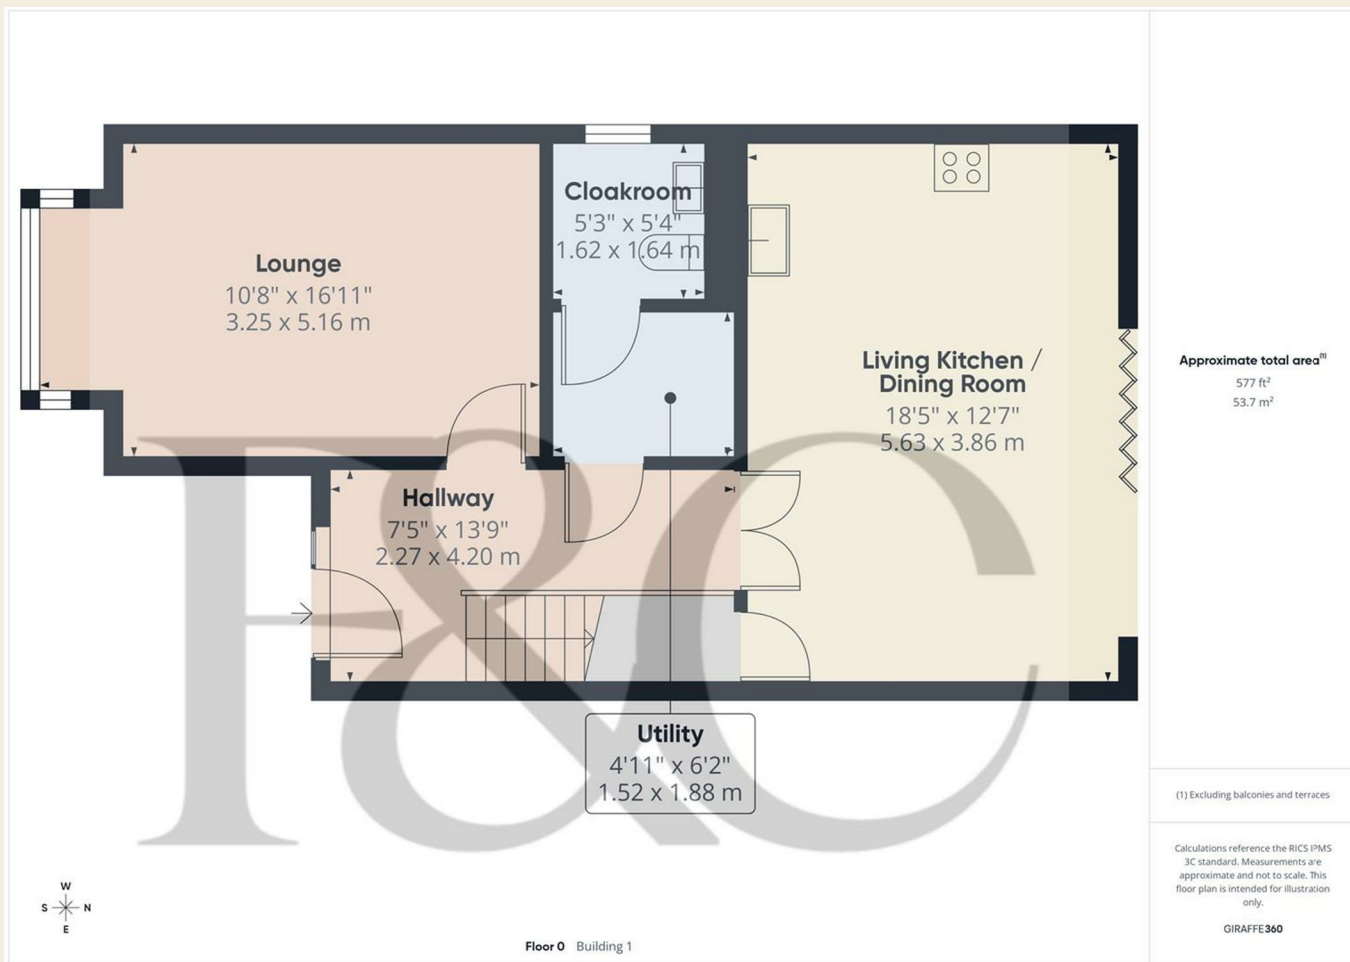 Lounge
10'8" x 16'11"
3.25 x 5.16 m
Cloakroom
5'3" x 5'4"
1.62 x 1.64 m
Living Kitchen /
Dining Room
18'5" x 12'7"
5.63 x 3.86 m
Hallway
7'5" x 13'9"
2.27 x 4.20 m
Utility
4'11" x 6'2"
1.52 x 1.88 m
F&C
W
S N
E
Floor 0 Building 1
Approximate total area(1)
577 ft²
53.7 m²
(1) Excluding balconies and terraces
Calculations reference the RICS IPMS
3C standard. Measurements are
approximate and not to scale. This
floor plan is intended for illustration
only.
GIRAFFE360